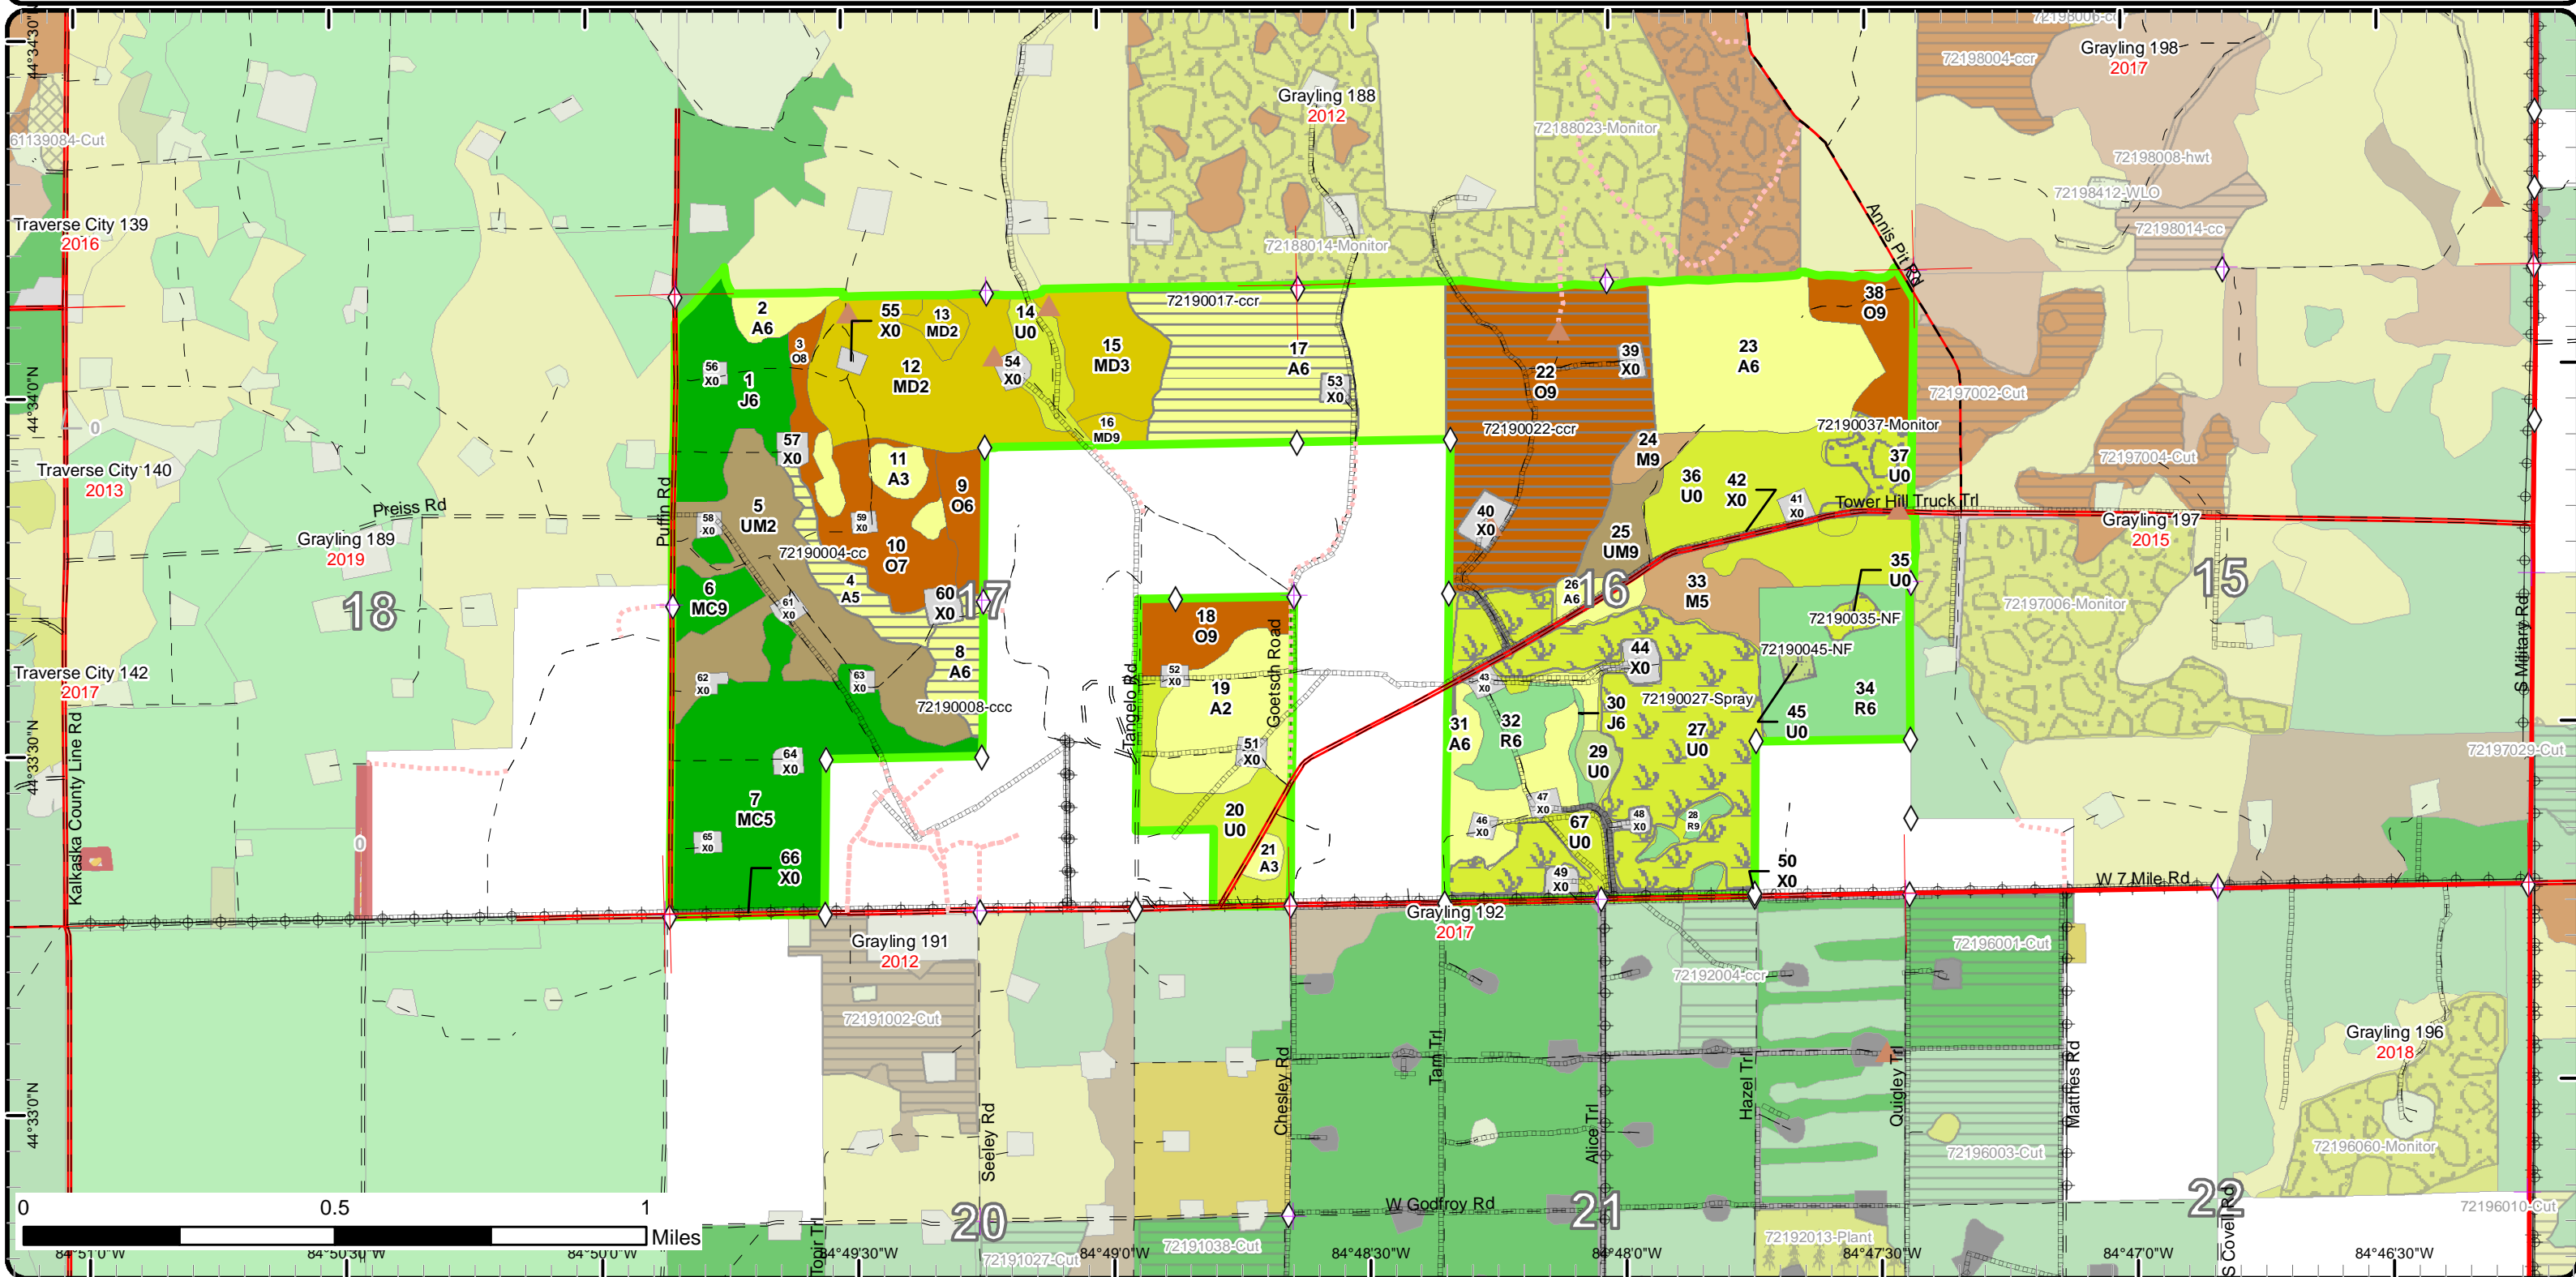 44°34'30"N
72198006-cc
Grayling 198
2017
72198004-ccr
Grayling 188
2012
72188023-Monitor
61139084-Cut
72198008-hwt
72198412-WLO
72198014-cc
Traverse City 139
2016
72188014-Monitor
Annis Pit Rd
2
A6
55
X0
13
MD2
14
U0
72190017-ccr
38
O9
3
O8
15
MD3
17
A6
23
A6
39
X0
56
X0
1
J6
12
MD2
54
X0
53
X0
22
O9
44°34'0"N
72197002-Cut
0
16
MD9
72190022-ccr
72190037-Monitor
57
X0
11
A3
24
M9
37
U0
72197004-Cut
Traverse City 140
2013
9
O6
36
U0
42
X0
41
X0
Tower Hill Truck Trl
Preiss Rd
Puffin Rd
5
UM2
58
X0
59
X0
40
X0
Grayling 197
2015
Grayling 189
2019
72190004-cc
10
O7
25
UM9
35
U0
4
A5
60
X0
17
26
A6
16
33
M5
15
18
6
MC9
61
X0
18
O9
72190035-NF
72197006-Monitor
S Military Rd
Traverse City 142
2017
8
A6
62
X0
63
X0
52
X0
44
X0
43
X0
72190045-NF
34
R6
72190008-ccc
Tangelo Rd
19
A2
Goetsch Road
72190027-Spray
30
J6
31
A6
32
R6
27
U0
45
U0
Kalkaska County Line Rd
44°33'30"N
64
X0
51
X0
29
U0
72197029-Cut
7
MC5
20
U0
47
X0
46
X0
67
U0
48
X0
28
R9
0
65
X0
66
X0
21
A3
49
X0
50
X0
W 7 Mile Rd
Grayling 191
2012
Grayling 192
2017
72196001-Cut
72192004-ccr
72191002-Cut
Grayling 196
2018
Seeley Rd
Chesley Rd
Tam Trl
Alice Trl
Hazel Trl
Quigley Trl
Matthes Rd
44°33'0"N
72196003-Cut
72196060-Monitor
0
0.5
1
Miles
Topir Trl
20
W Godfroy Rd
21
22
S Covell Rd
72196010-Cut
72191027-Cut
72191038-Cut
72192013-Plant
84°51'0"W
84°50'30"W
84°50'0"W
84°49'30"W
84°49'0"W
84°48'30"W
84°48'0"W
84°47'30"W
84°47'0"W
84°46'30"W